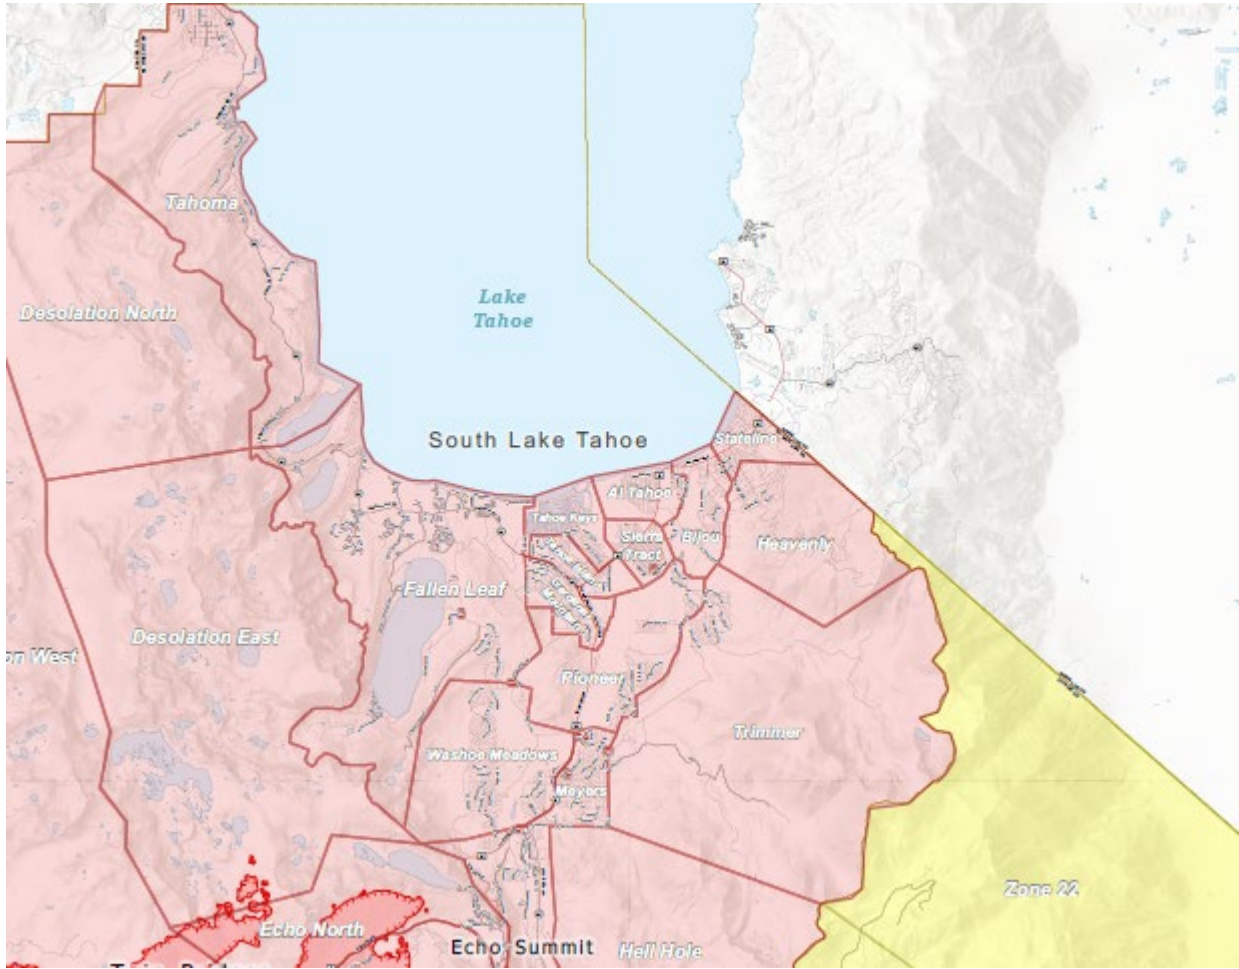 Tahoma
Desolation North
Lake
Tahoe
South Lake Tahoe
Stateline
Al Tahoe
Tahoe Keys
Sierra
Tract
Bijou
Heavenly
Fallen Leaf
Desolation East
on West
Pioneer
Trimmer
Washoe Meadows
Meyers
Zone 22
Echo North
Echo Summit
Hell Hole